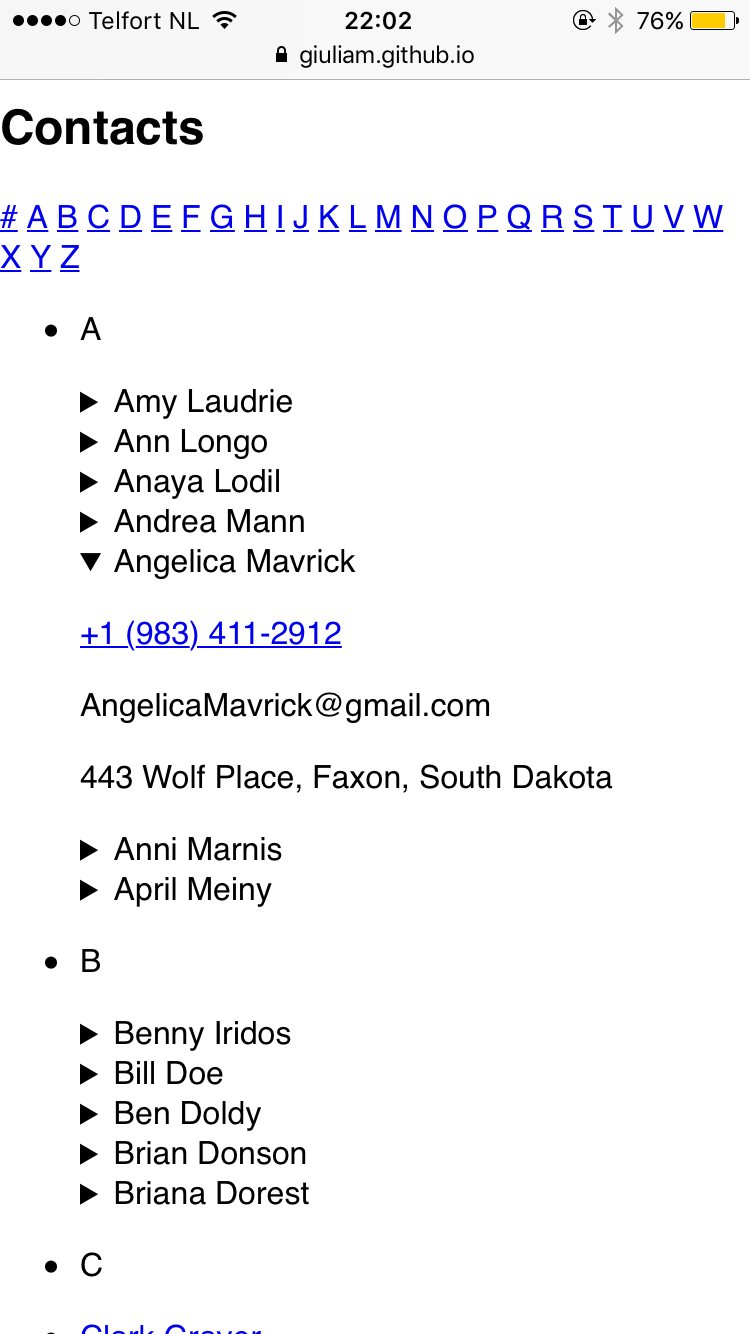 Telfort NL 22:02 76%
giuliam.github.io
Contacts
# A B C D E F G H I J K L M N O P Q R S T U V W
X Y Z
A
Amy Laudrie
Ann Longo
Anaya Lodil
Andrea Mann
Angelica Mavrick
+1 (983) 411-2912
AngelicaMavrick@gmail.com
443 Wolf Place, Faxon, South Dakota
Anni Marnis
April Meiny
B
Benny Iridos
Bill Doe
Ben Doldy
Brian Donson
Briana Dorest
C